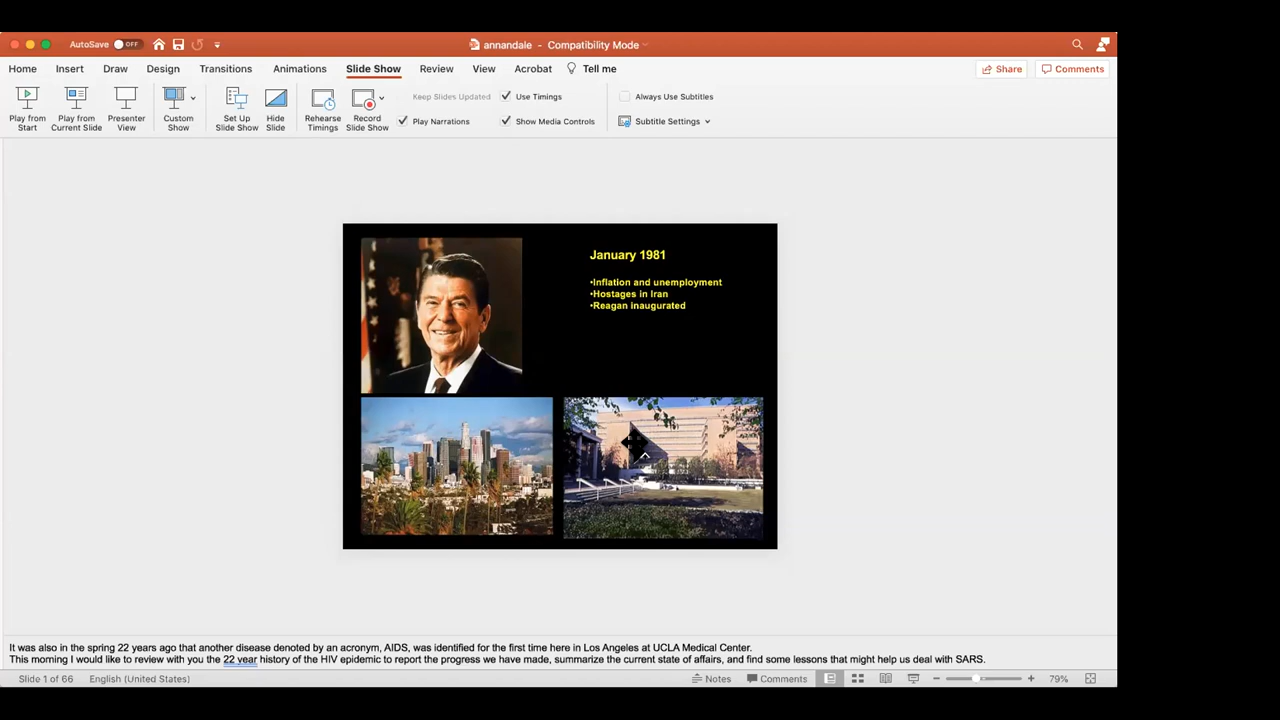 AutoSave OFF
annandale - Compatibility Mode
Home Insert Draw Design Transitions Animations Slide Show Review View Acrobat Tell me Share Comments
Play from Start
Play from Current Slide
Presenter View
Custom Show
Set Up Slide Show
Hide Slide
Rehearse Timings
Record Slide Show
Keep Slides Updated
Play Narrations
Use Timings
Show Media Controls
Always Use Subtitles
Subtitle Settings
January 1981
•Inflation and unemployment
•Hostages in Iran
•Reagan inaugurated
It was also in the spring 22 years ago that another disease denoted by an acronym, AIDS, was identified for the first time here in Los Angeles at UCLA Medical Center.
This morning I would like to review with you the 22 year history of the HIV epidemic to report the progress we have made, summarize the current state of affairs, and find some lessons that might help us deal with SARS.
Slide 1 of 66 English (United States) Notes Comments 79%